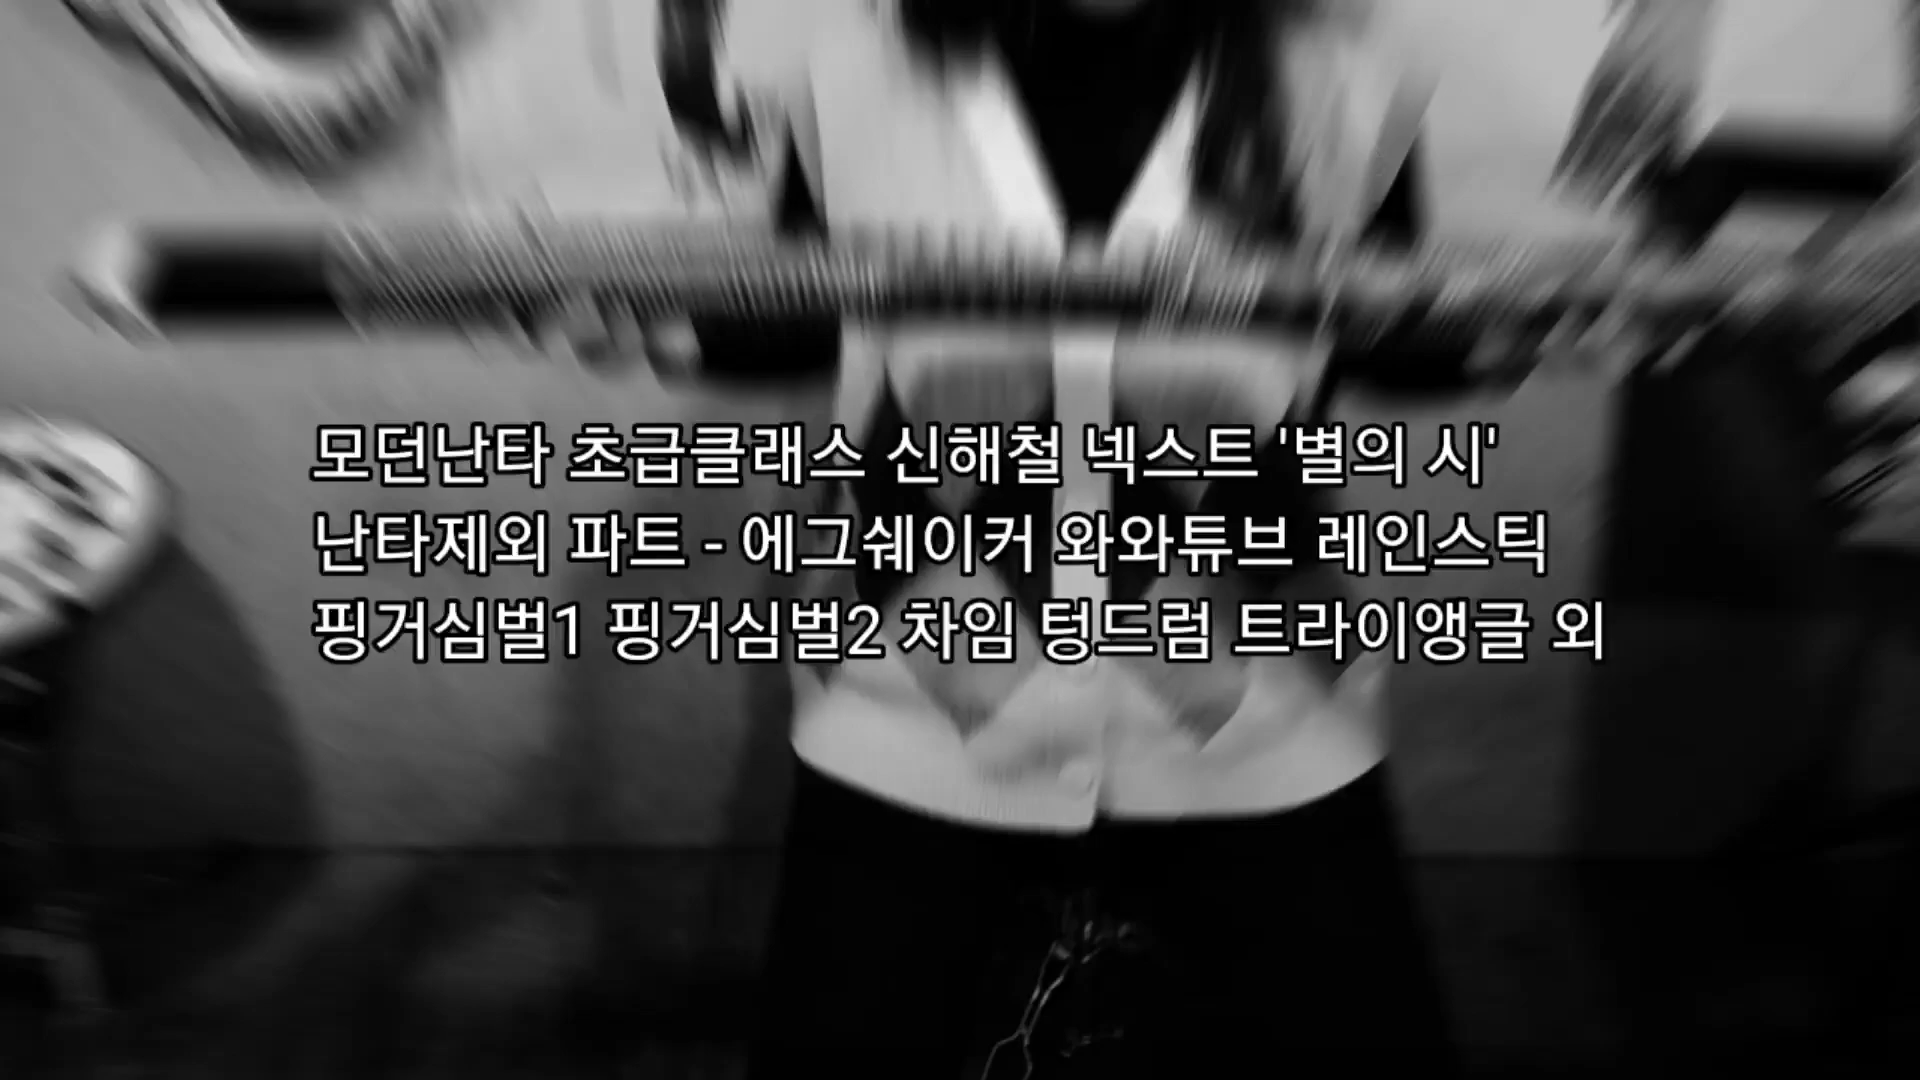 모던난타 초급클래스 신해철 넥스트 '별의 시'
난타제외 파트 - 에그쉐이커 와와튜브 레인스틱
핑거심벌1 핑거심벌2 차임 텅드럼 트라이앵글 외